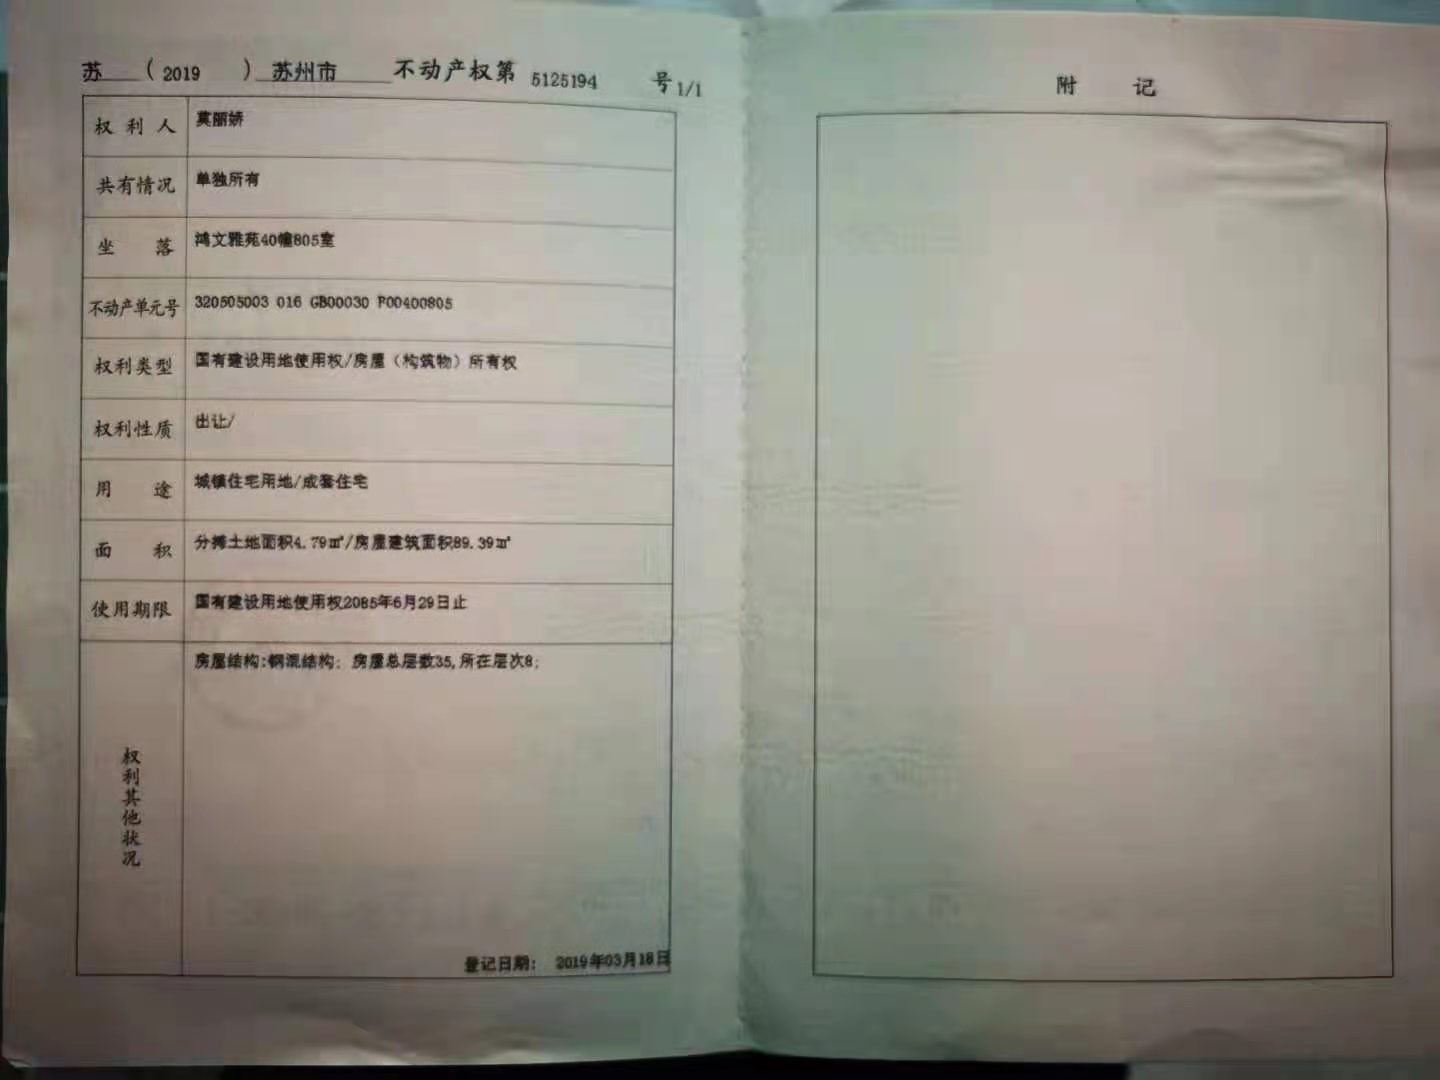 苏 ( 2019 ) 苏州市 不动产权第 5125194 号 1/1
权利人 莫丽娇
共有情况 单独所有
坐落 鸿文雅苑40幢805室
不动产单元号 320505003 016 GB00030 F00400805
权利类型 国有建设用地使用权/房屋（构筑物）所有权
权利性质 出让/
用途 城镇住宅用地/成套住宅
面积 分摊土地面积4.79㎡/房屋建筑面积89.39㎡
使用期限 国有建设用地使用权2085年6月29日止
权利其他状况 房屋结构:钢混结构; 房屋总层数35,所在层次8;
登记日期: 2019年03月18日
附记